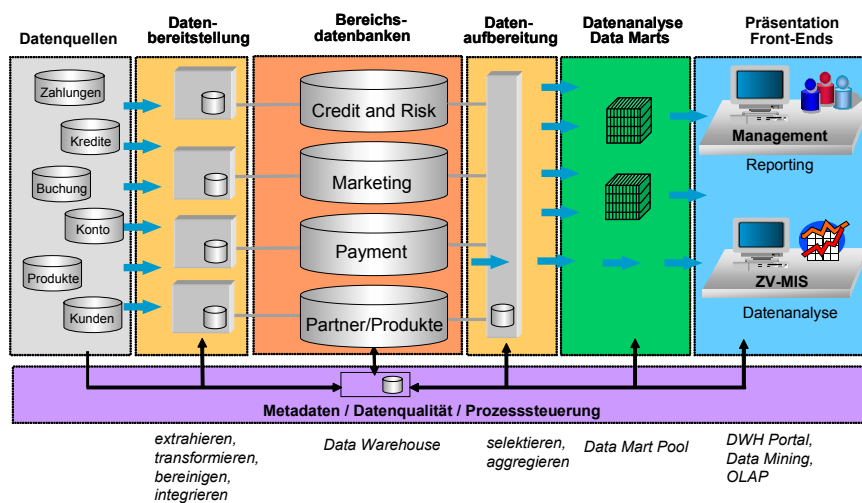 Datenquellen
Daten-
bereitstellung
Bereichs-
datenbanken
Daten-
aufbereitung
Datenanalyse
Data Marts
Präsentation
Front-Ends
Zahlungen
Kredite
Buchung
Konto
Produkte
Kunden
Credit and Risk
Marketing
Payment
Partner/Produkte
Management
Reporting
ZV-MIS
Datenanalyse
Metadaten / Datenqualität / Prozesssteuerung
extrahieren,
transformieren,
bereinigen,
integrieren
Data Warehouse
selektieren,
aggregieren
Data Mart Pool
DWH Portal,
Data Mining,
OLAP